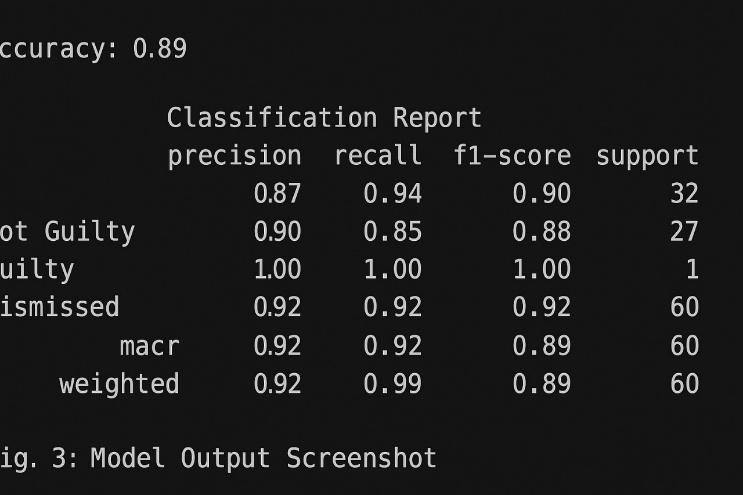 ccuracy: 0.89
Classification Report
precision recall f1-score support
0.87 0.94 0.90 32
ot Guilty 0.90 0.85 0.88 27
uilty 1.00 1.00 1.00 1
ismissed 0.92 0.92 0.92 60
macr 0.92 0.92 0.89 60
weighted 0.92 0.99 0.89 60
ig. 3: Model Output Screenshot